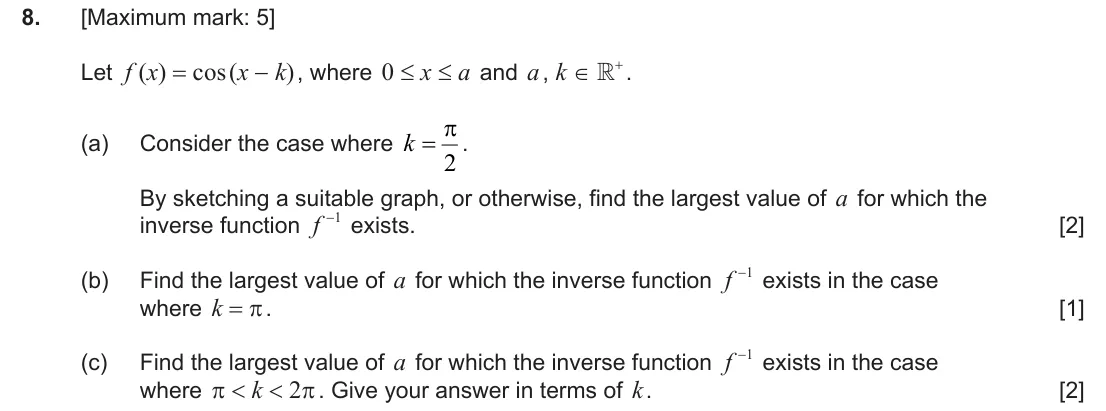 8. [Maximum mark: 5]
Let f (x) = cos (x − k), where 0 ≤ x ≤ a and a, k ∈ ℝ⁺.
(a) Consider the case where k = π/2.
By sketching a suitable graph, or otherwise, find the largest value of a for which the
inverse function f⁻¹ exists. [2]
(b) Find the largest value of a for which the inverse function f⁻¹ exists in the case
where k = π. [1]
(c) Find the largest value of a for which the inverse function f⁻¹ exists in the case
where π < k < 2π. Give your answer in terms of k. [2]